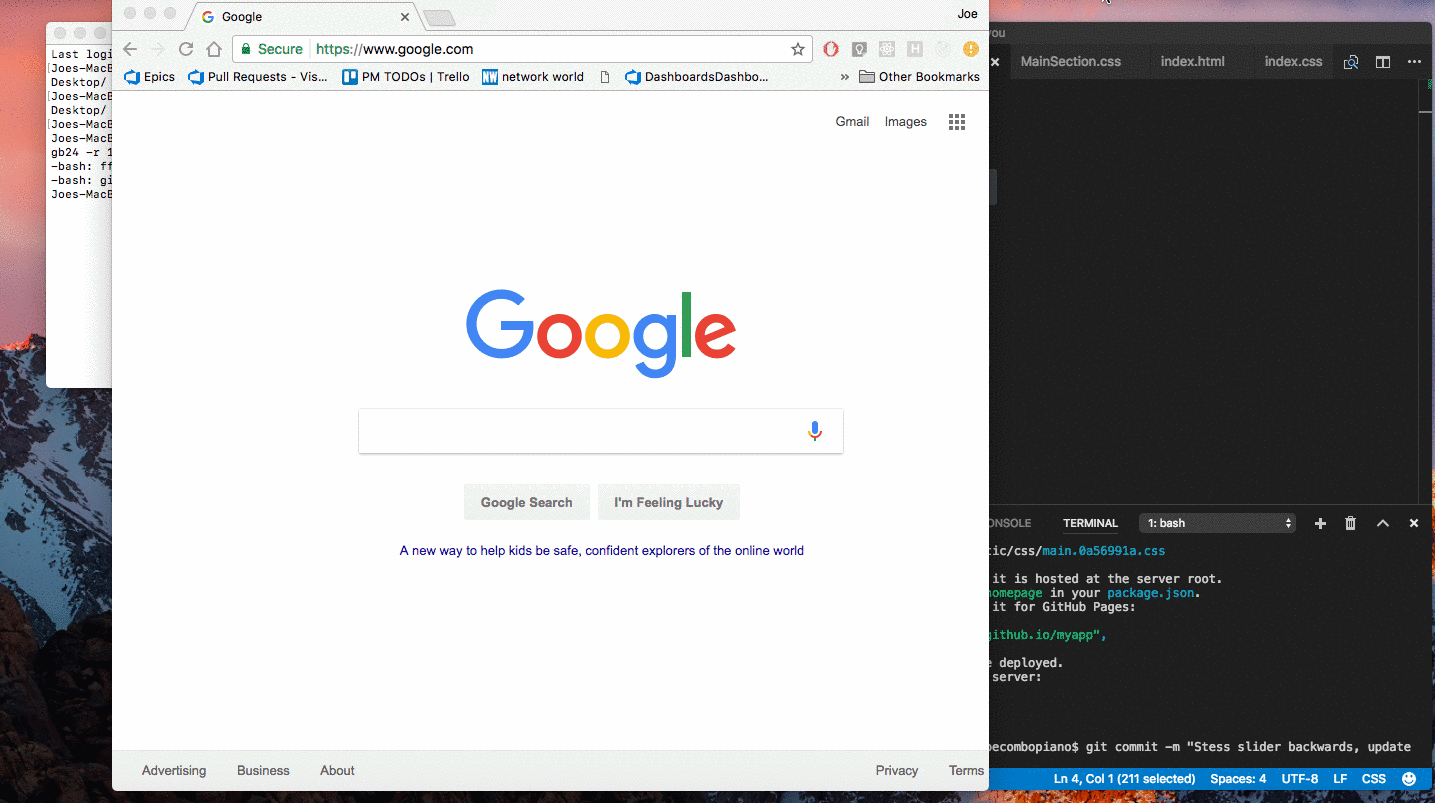 Google
Joe
Secure
https://www.google.com
Epics
Pull Requests - Vis...
PM TODOs | Trello
NW
network world
DashboardsDashbo...
»
Other Bookmarks
Gmail
Images
Google
Google Search
I'm Feeling Lucky
A new way to help kids be safe, confident explorers of the online world
Advertising
Business
About
Privacy
Terms
Last logi
Joes-MacB
Desktop/
Joes-MacB
Desktop/
Joes-MacB
Joes-MacB
gb24 -r 1
-bash: ff
-bash: gi
Joes-MacB
you
MainSection.css
index.html
index.css
ONSOLE
TERMINAL
1: bash
tic/css/main.0a56991a.css
it is hosted at the server root.
homepage in your package.json.
it for GitHub Pages:
github.io/myapp",
e deployed.
server:
oecombopiano$ git commit -m "Stess slider backwards, update
Ln 4, Col 1 (211 selected)
Spaces: 4
UTF-8
LF
CSS